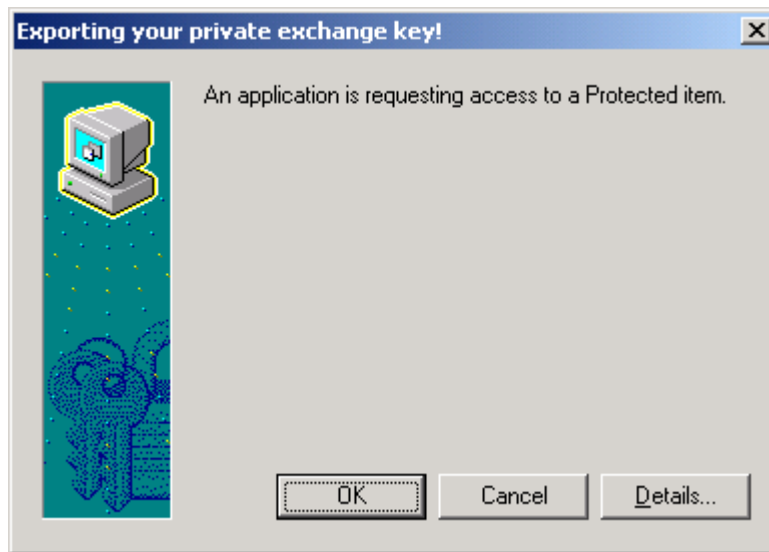 Exporting your private exchange key!
An application is requesting access to a Protected item.
OK
Cancel
Details...